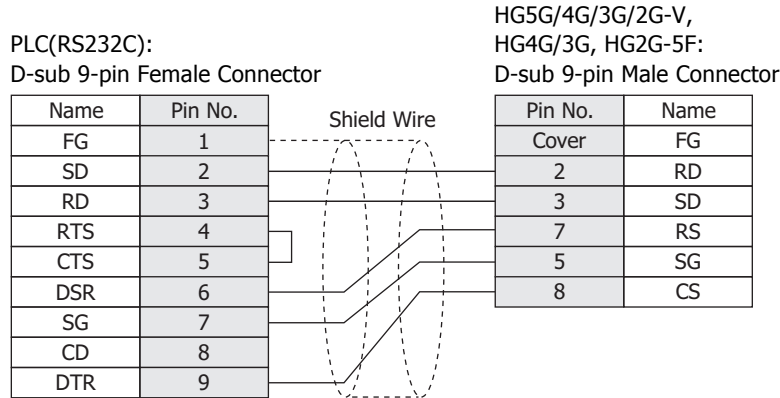 HG5G/4G/3G/2G-V,
PLC(RS232C): HG4G/3G, HG2G-5F:
D-sub 9-pin Female Connector D-sub 9-pin Male Connector
Name Pin No. Shield Wire Pin No. Name
FG 1 Cover FG
SD 2 2 RD
RD 3 3 SD
RTS 4 7 RS
CTS 5 5 SG
DSR 6 8 CS
SG 7
CD 8
DTR 9